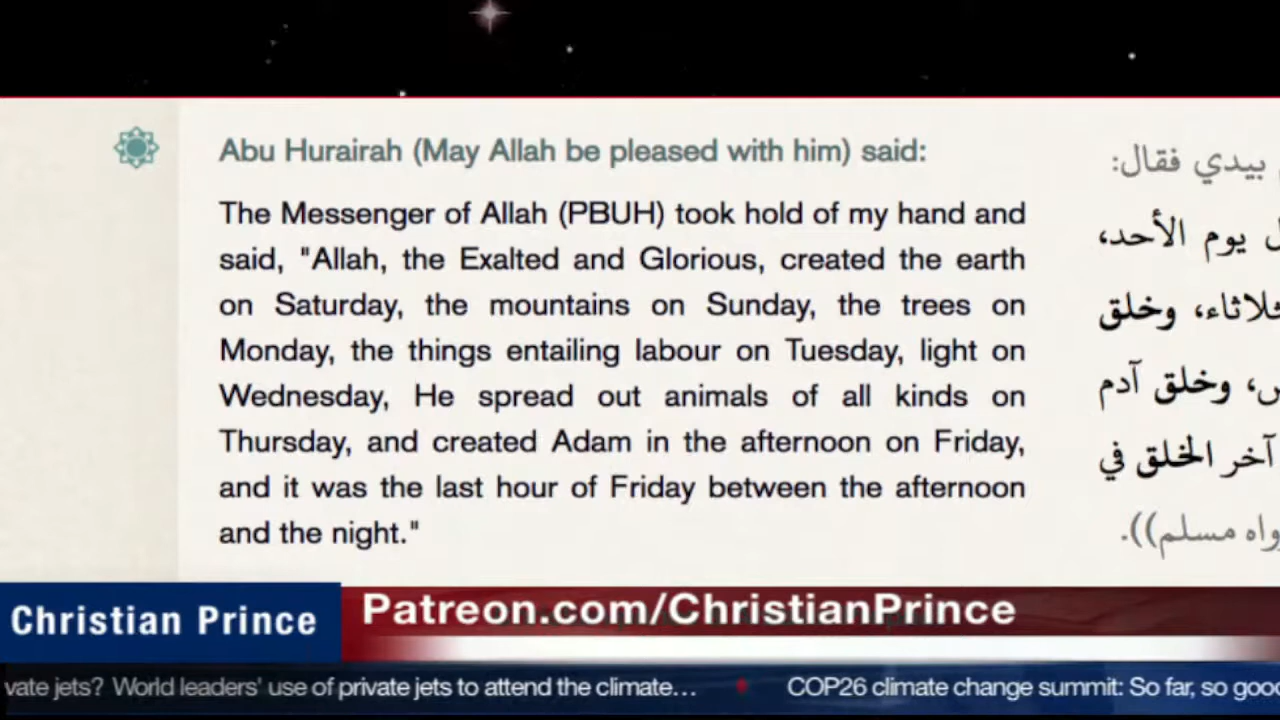 Abu Hurairah (May Allah be pleased with him) said:
The Messenger of Allah (PBUH) took hold of my hand and
said, "Allah, the Exalted and Glorious, created the earth
on Saturday, the mountains on Sunday, the trees on
Monday, the things entailing labour on Tuesday, light on
Wednesday, He spread out animals of all kinds on
Thursday, and created Adam in the afternoon on Friday,
and it was the last hour of Friday between the afternoon
and the night."
بيدي فقال:
يوم الأحد،
وخلق
وخلق آدم
آخر الخلق في
مسلم)).
Christian Prince
Patreon.com/ChristianPrince
vate jets? World leaders' use of private jets to attend the climate...
COP26 climate change summit: So far, so good